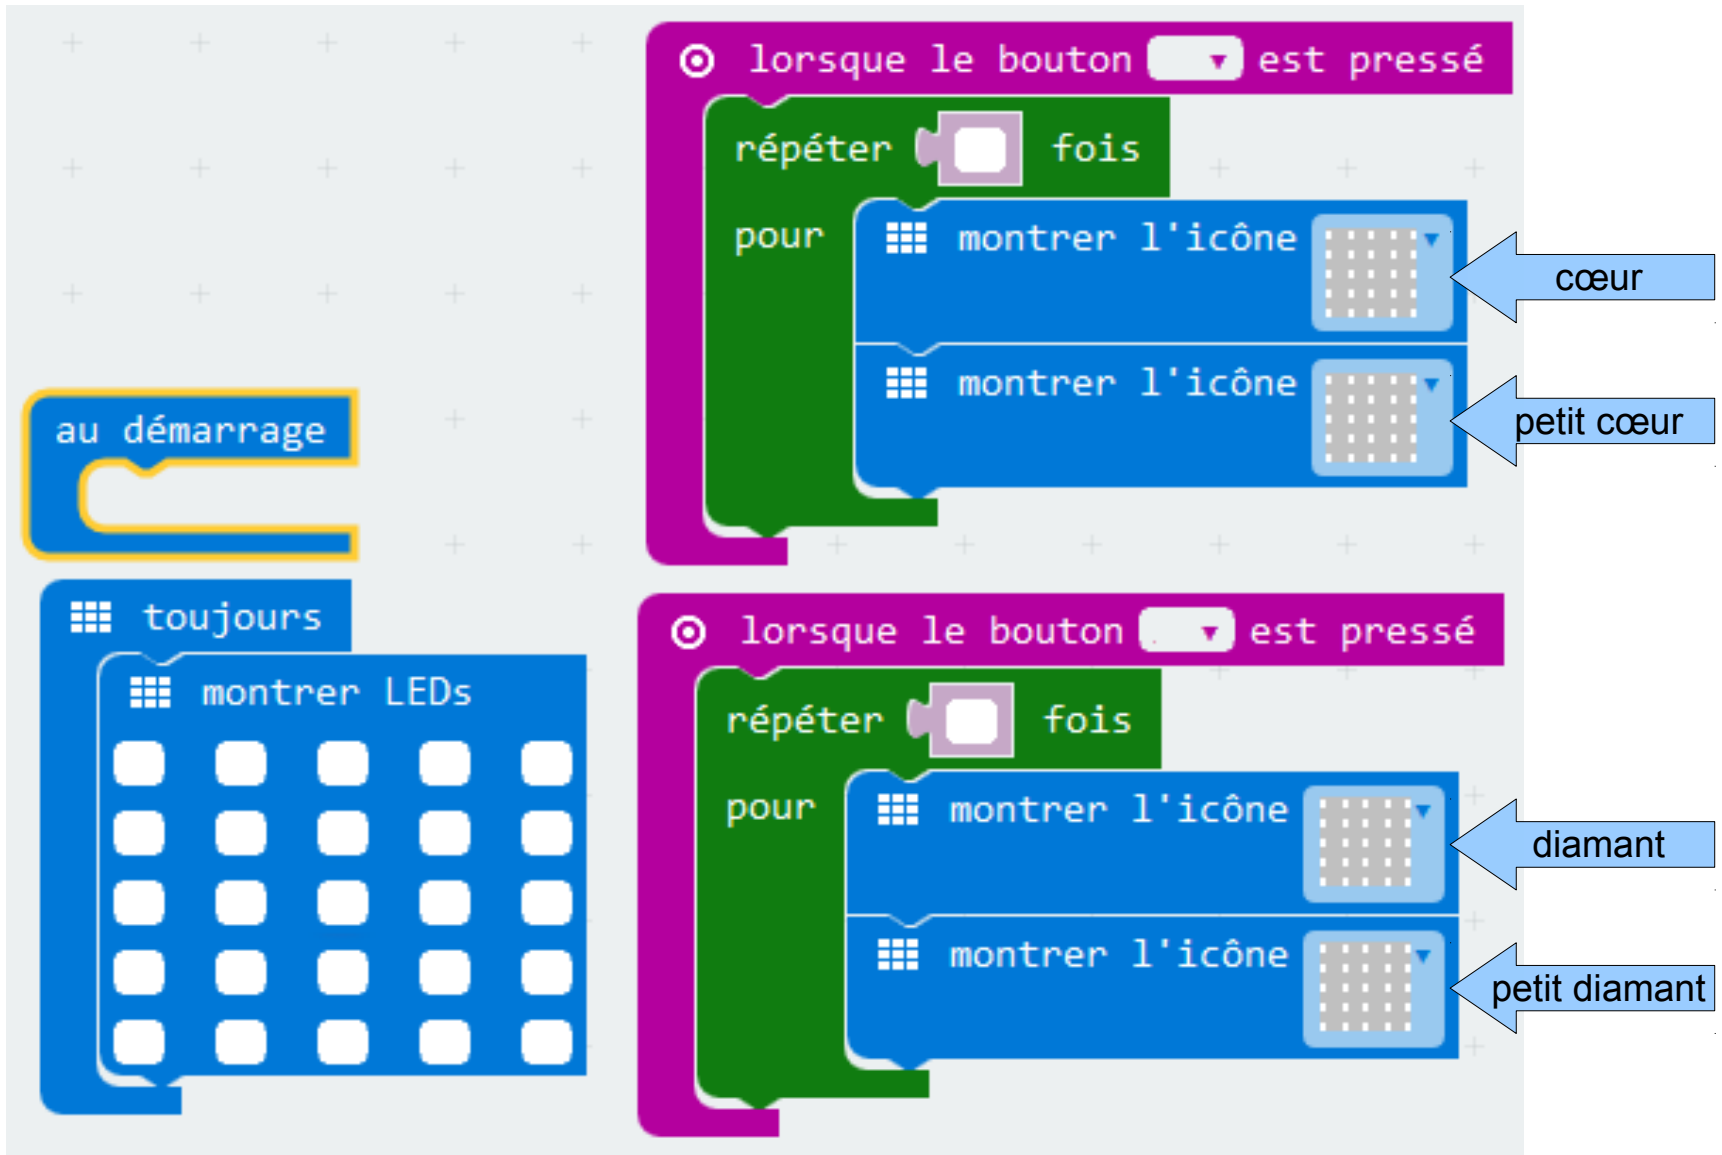 lorsque le bouton est pressé
répéter fois
pour montrer l'icône
cœur
montrer l'icône
petit cœur
au démarrage
toujours
montrer LEDs
lorsque le bouton est pressé
répéter fois
pour montrer l'icône
diamant
montrer l'icône
petit diamant